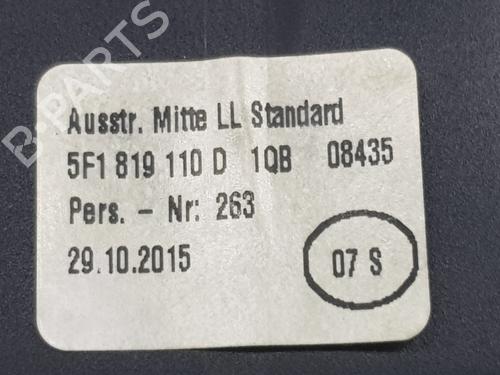 Ausstr. Mitte LL Standard
5F1 819 110 D 1QB 08435
Pers. - Nr: 263
29.10.2015
07 S
B-PARTS